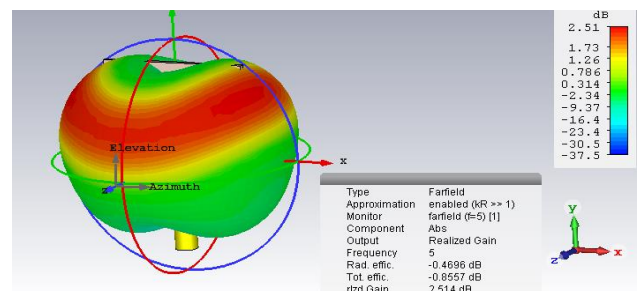 dB
2.51
1.73
1.26
0.786
0.314
-2.34
-9.37
-16.4
-23.4
-30.5
-37.5
Elevation
Azimuth
z
x
Type Farfield
Approximation enabled (kR >> 1)
Monitor farfield (f=5) [1]
Component Abs
Output Realized Gain
Frequency 5
Rad. effic. -0.4696 dB
Tot. effic. -0.8557 dB
rlzd Gain 2.514 dB
y
z
x